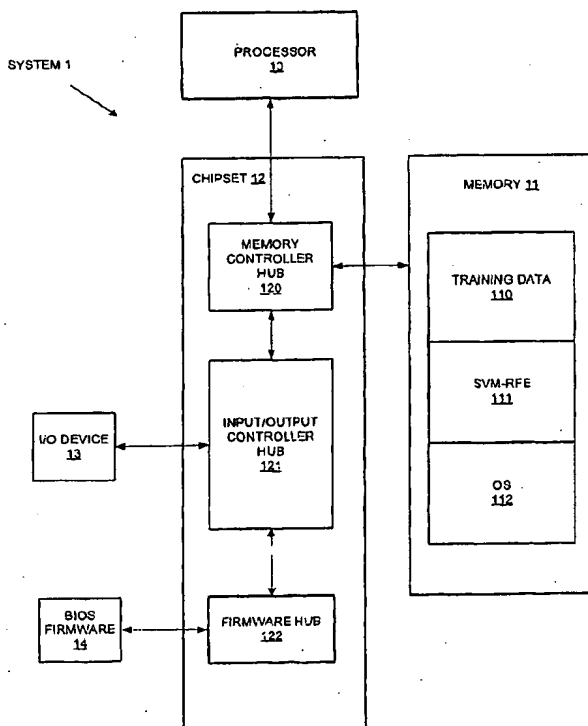 SYSTEM 1
PROCESSOR
10
CHIPSET 12
MEMORY
CONTROLLER
HUB
120
INPUT/OUTPUT
CONTROLLER
HUB
121
FIRMWARE HUB
122
MEMORY 11
TRAINING DATA
110
SVM-RFE
111
OS
112
I/O DEVICE
13
BIOS
FIRMWARE
14